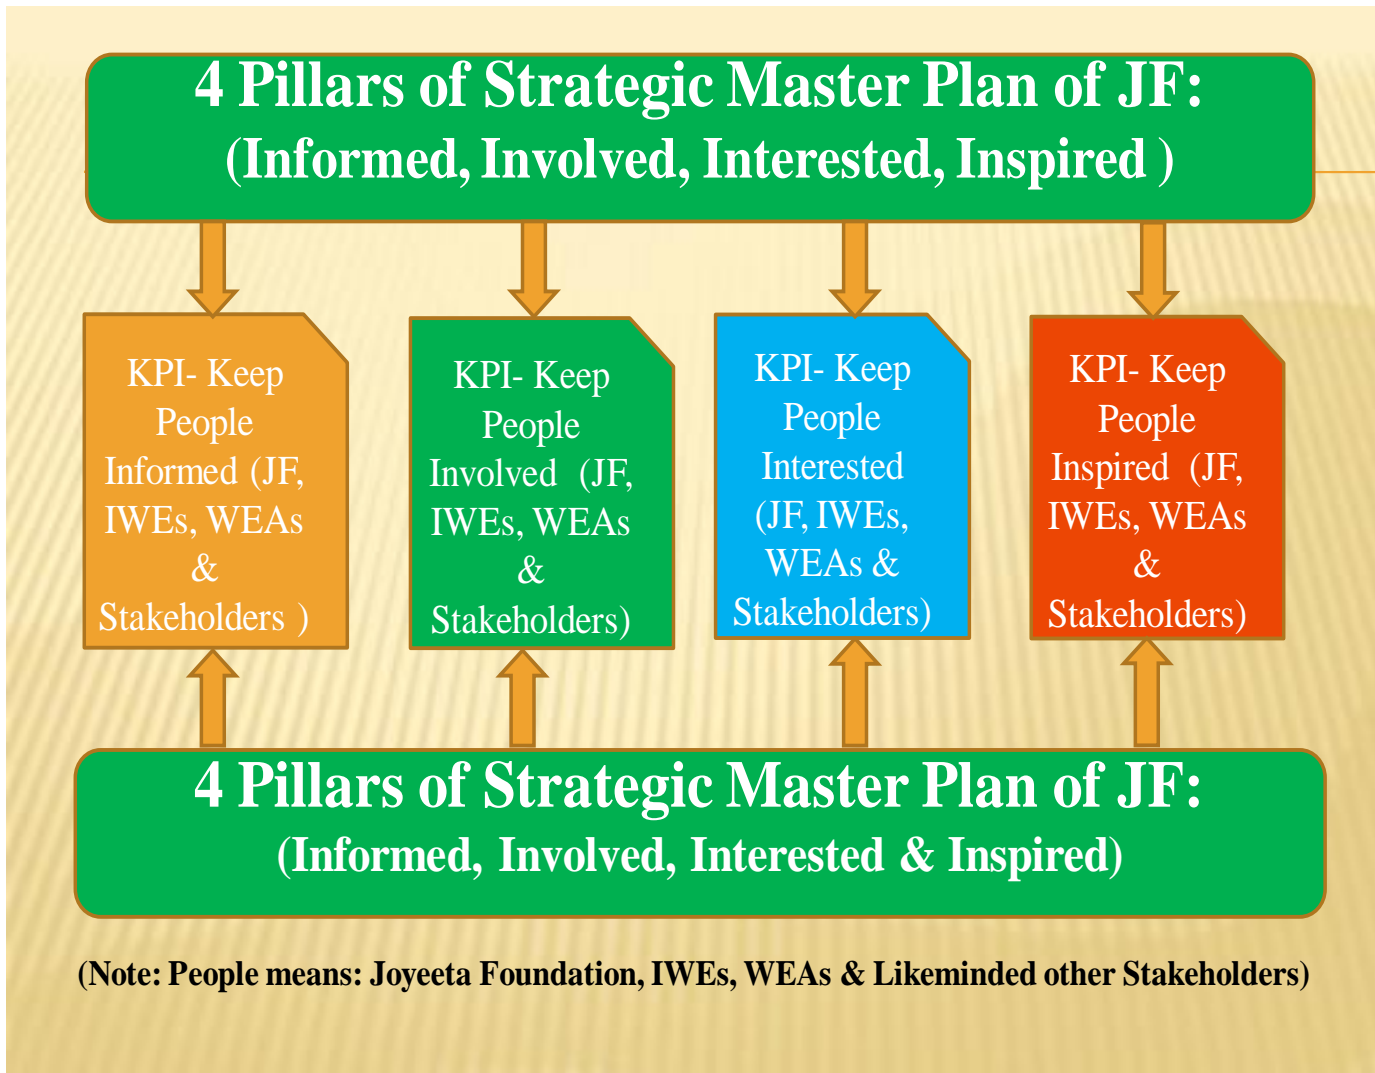 4 Pillars of Strategic Master Plan of JF:
(Informed, Involved, Interested, Inspired )
KPI- Keep
People
Informed (JF,
IWEs, WEAs
&
Stakeholders )
KPI- Keep
People
Involved (JF,
IWEs, WEAs
&
Stakeholders)
KPI- Keep
People
Interested
(JF, IWEs,
WEAs &
Stakeholders)
KPI- Keep
People
Inspired (JF,
IWEs, WEAs
&
Stakeholders)
4 Pillars of Strategic Master Plan of JF:
(Informed, Involved, Interested & Inspired)
(Note: People means: Joyeeta Foundation, IWEs, WEAs & Likeminded other Stakeholders)